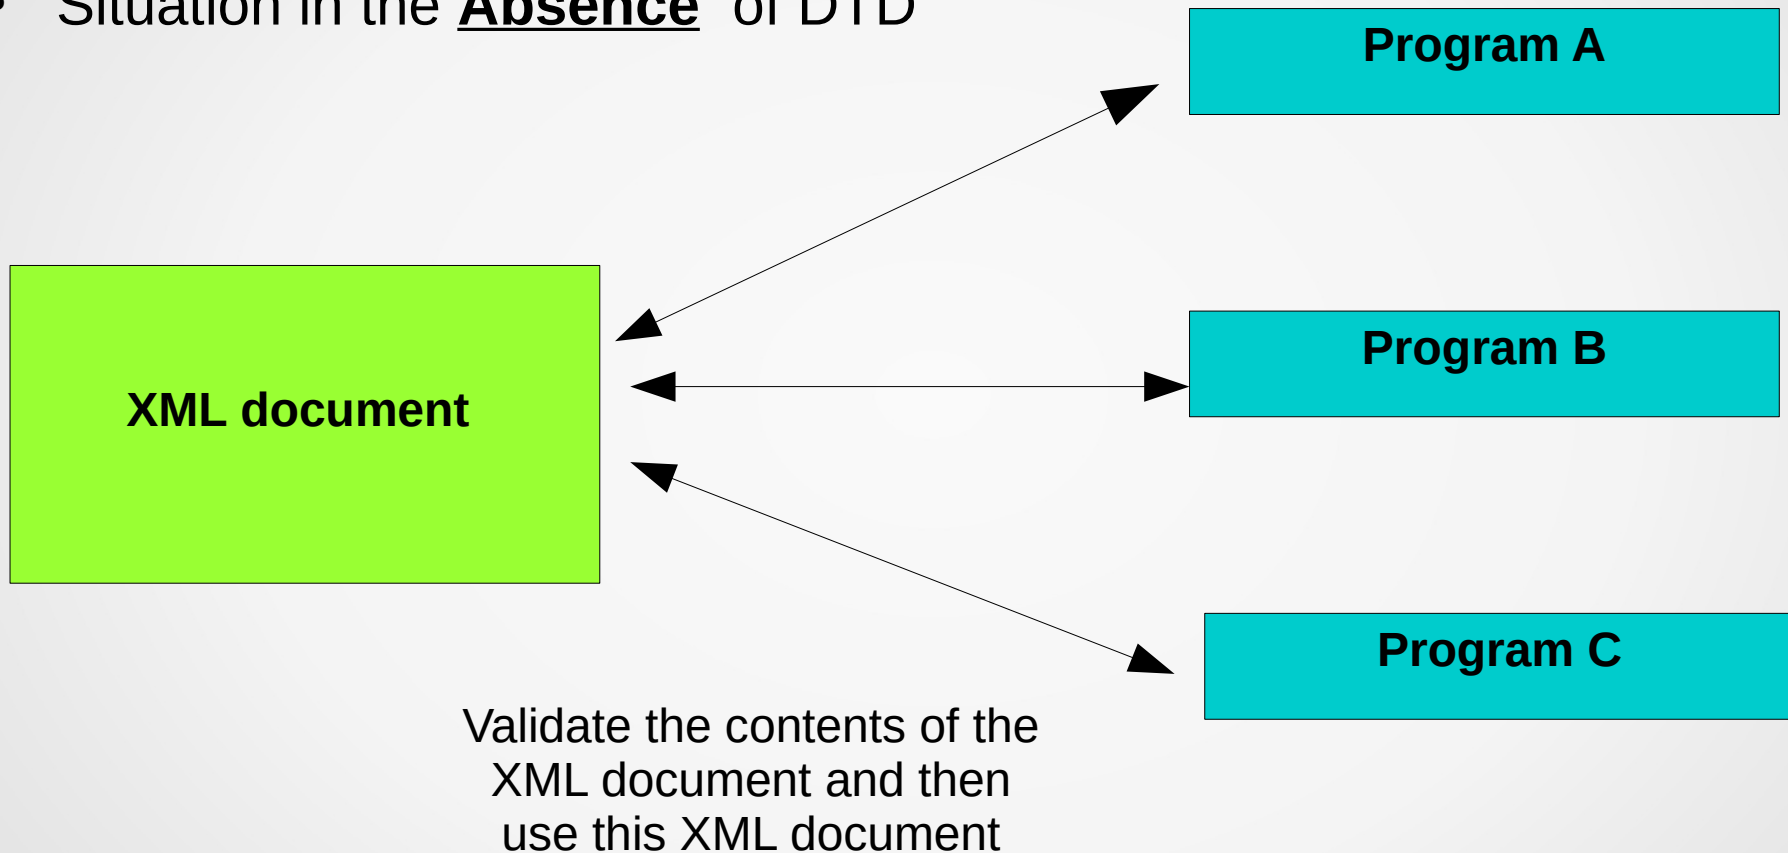 • Situation in the Absence of DTD
Program A
XML document
Program B
Program C
Validate the contents of the
XML document and then
use this XML document